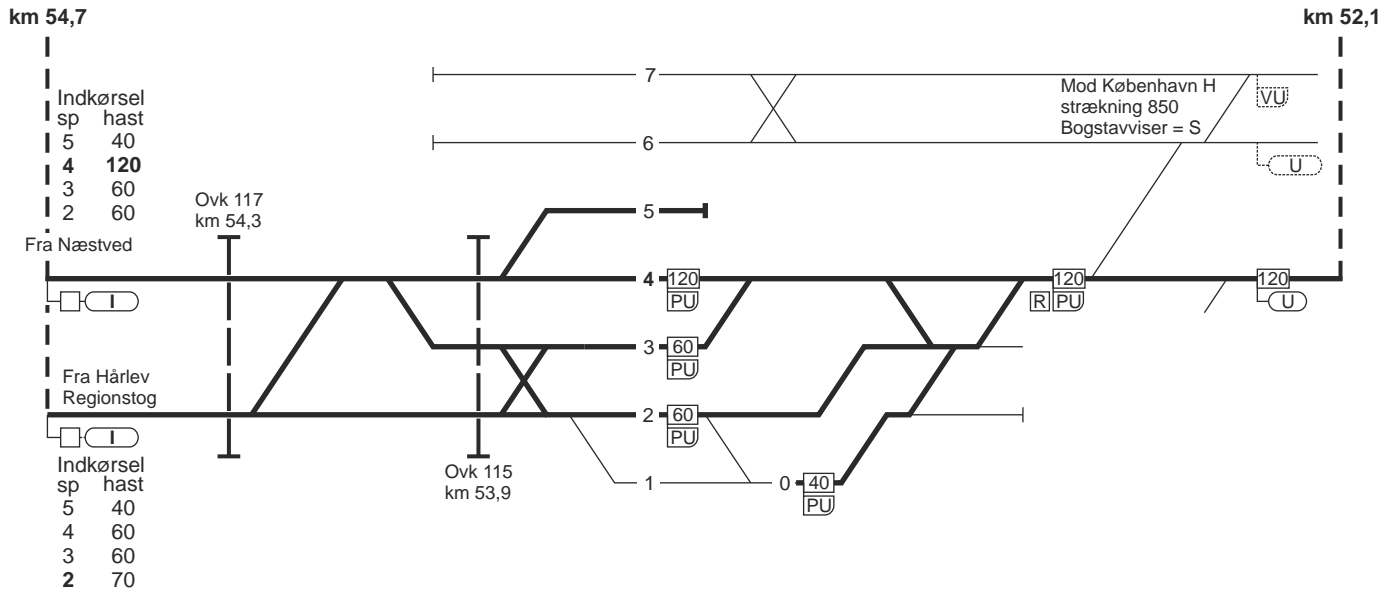 km 54,7
km 52,1
7
Mod København H
strækning 850
Bogstavviser = S
VU
Indkørsel
sp hast
5 40
4 120
3 60
2 60
6
U
Ovk 117
km 54,3
5
Fra Næstved
4 120
PU
120
R PU
120
U
I
3 60
PU
Fra Hårlev
Regionstog
2 60
PU
I
Indkørsel
sp hast
5 40
4 60
3 60
2 70
Ovk 115
km 53,9
1
0 40
PU